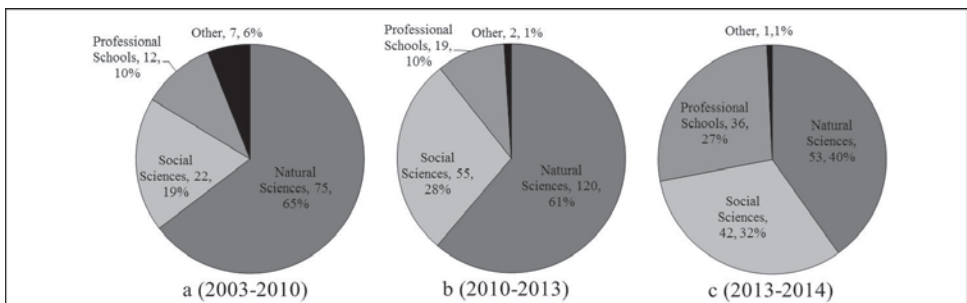 Other, 7, 6%
Professional
Schools, 12,
10%
Social
Sciences, 22,
19%
Natural
Sciences, 75,
65%
a (2003-2010)
Professional
Schools, 19,
10%
Other, 2, 1%
Social
Sciences, 55,
28%
Natural
Sciences, 120,
61%
b (2010-2013)
Other, 1,1%
Professional
Schools, 36,
27%
Natural
Sciences,
53, 40%
Social
Sciences,
42, 32%
c (2013-2014)